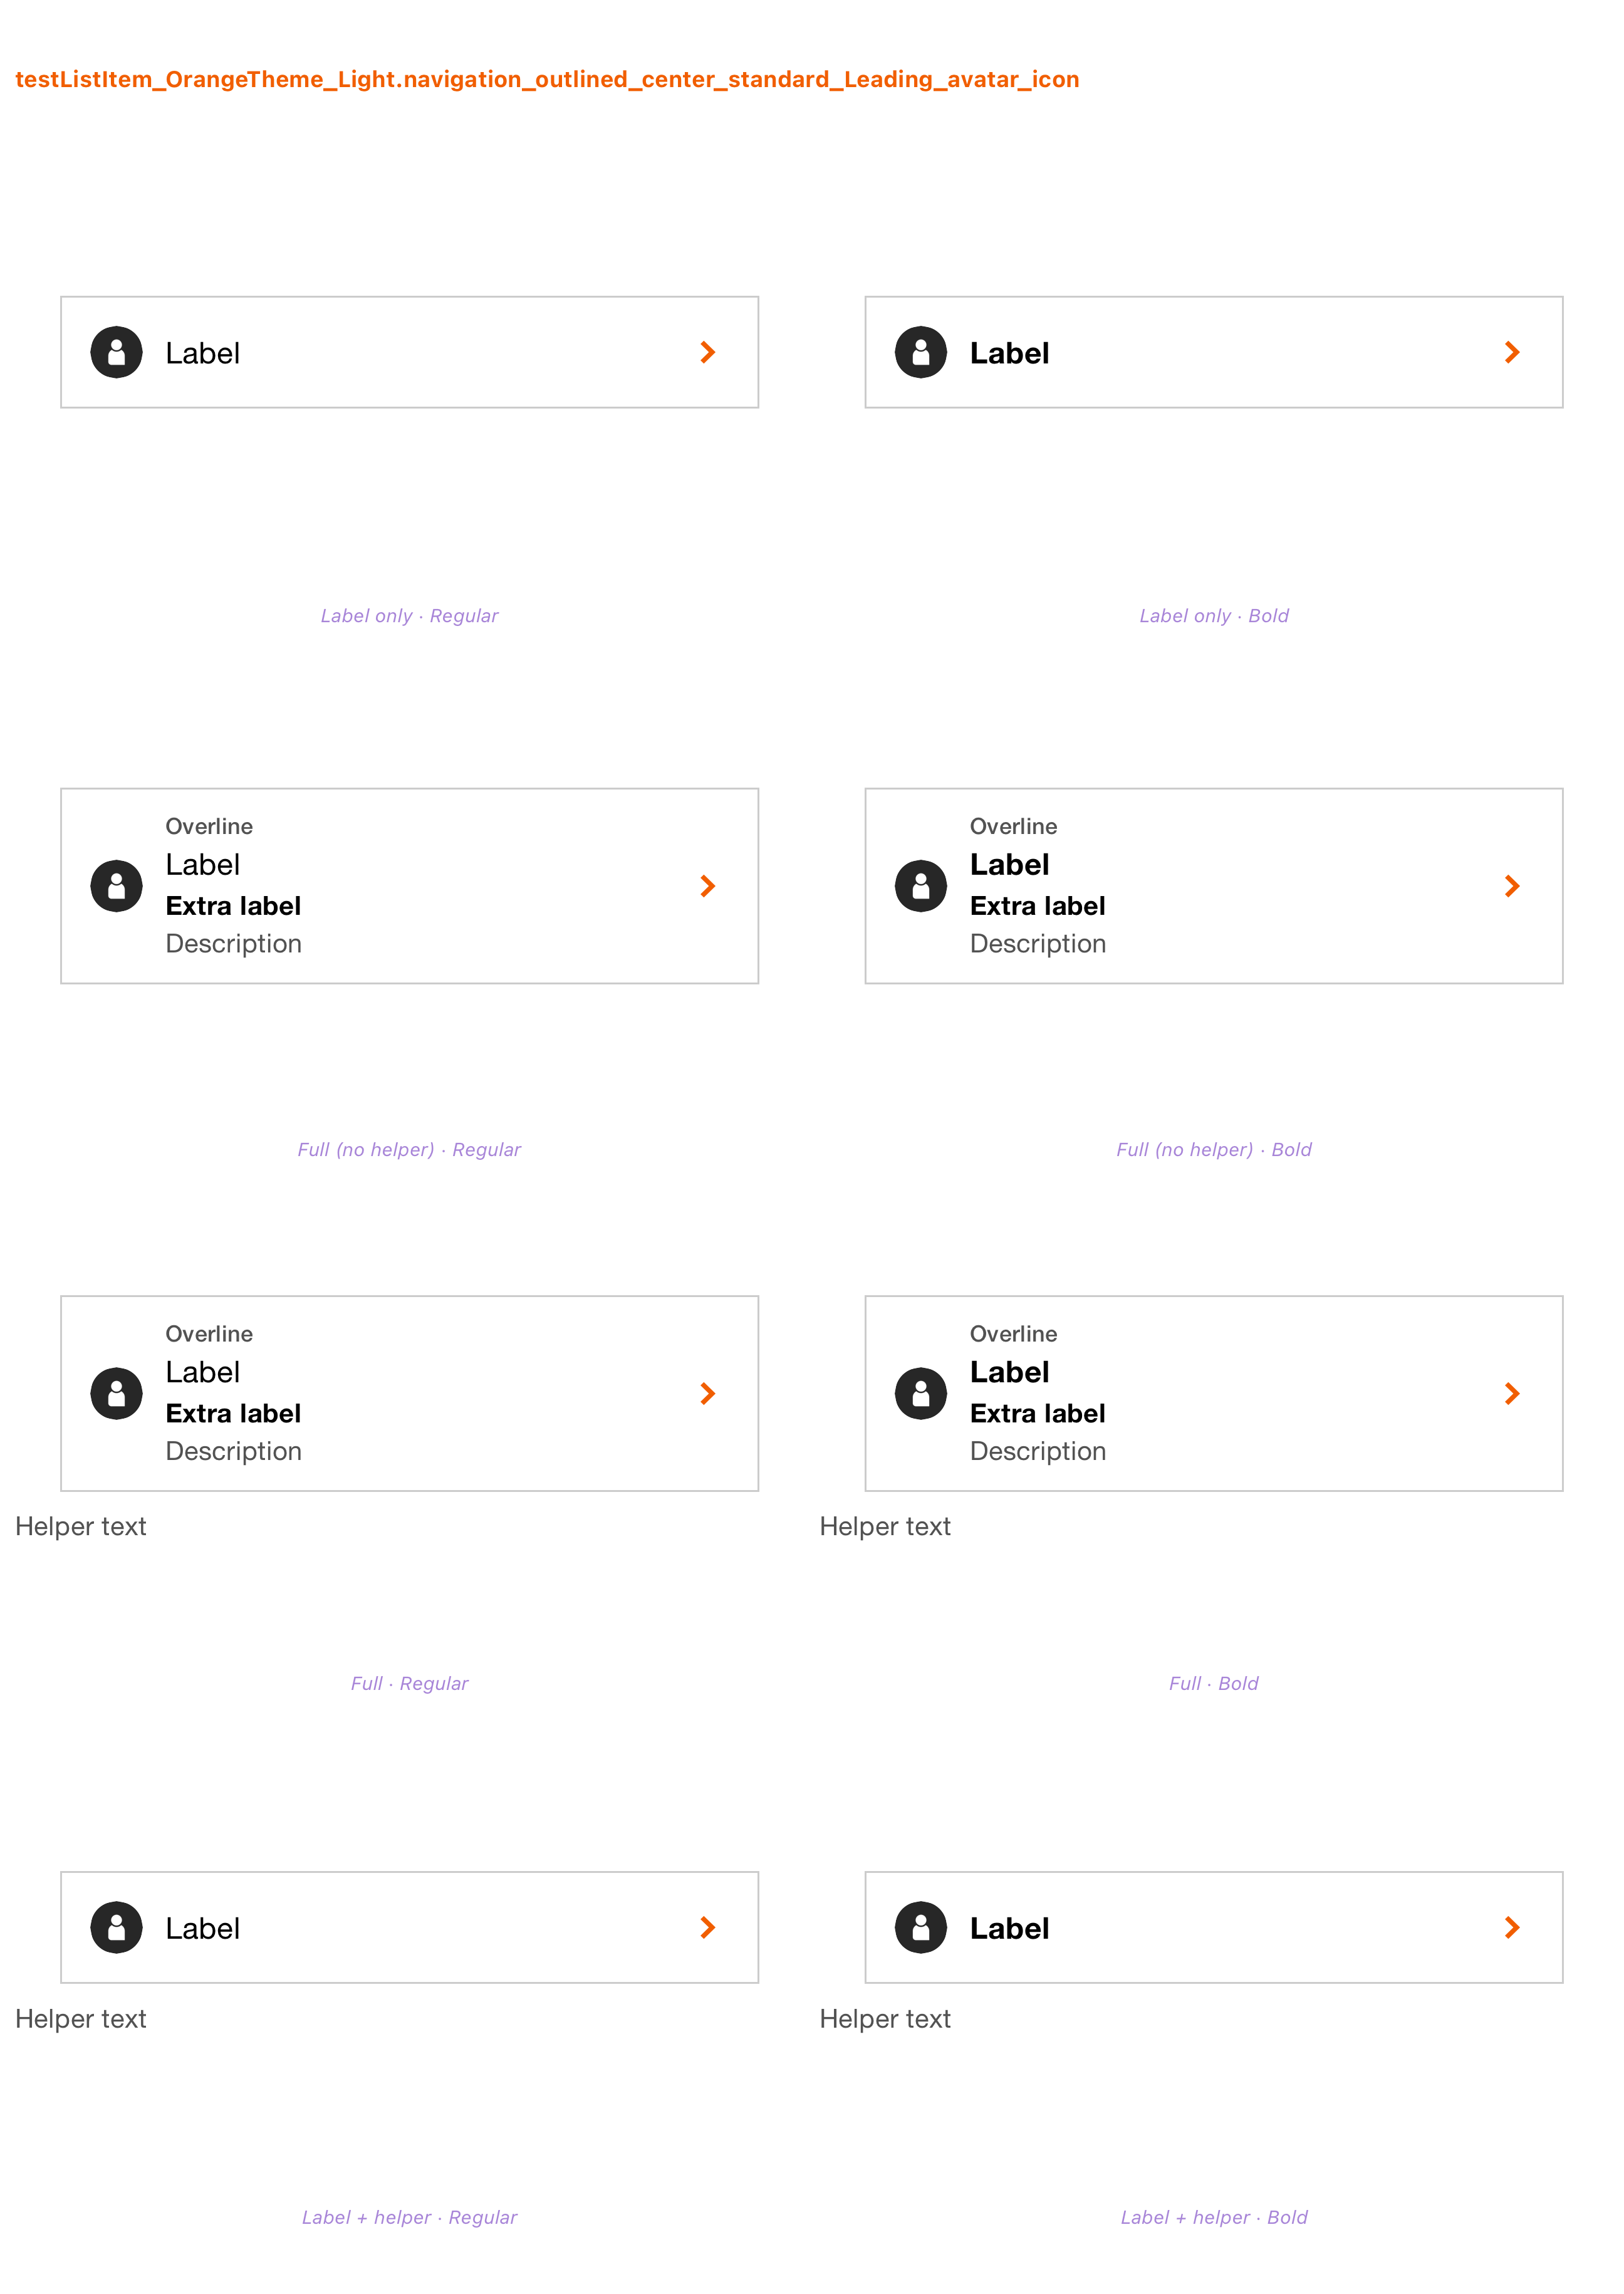 testListItem_OrangeTheme_Light.navigation_outlined_center_standard_Leading_avatar_icon
Label
Label
Label only · Regular
Label only · Bold
Overline
Label
Extra label
Description
Overline
Label
Extra label
Description
Full (no helper) · Regular
Full (no helper) · Bold
Overline
Label
Extra label
Description
Helper text
Overline
Label
Extra label
Description
Helper text
Full · Regular
Full · Bold
Label
Helper text
Label
Helper text
Label + helper · Regular
Label + helper · Bold